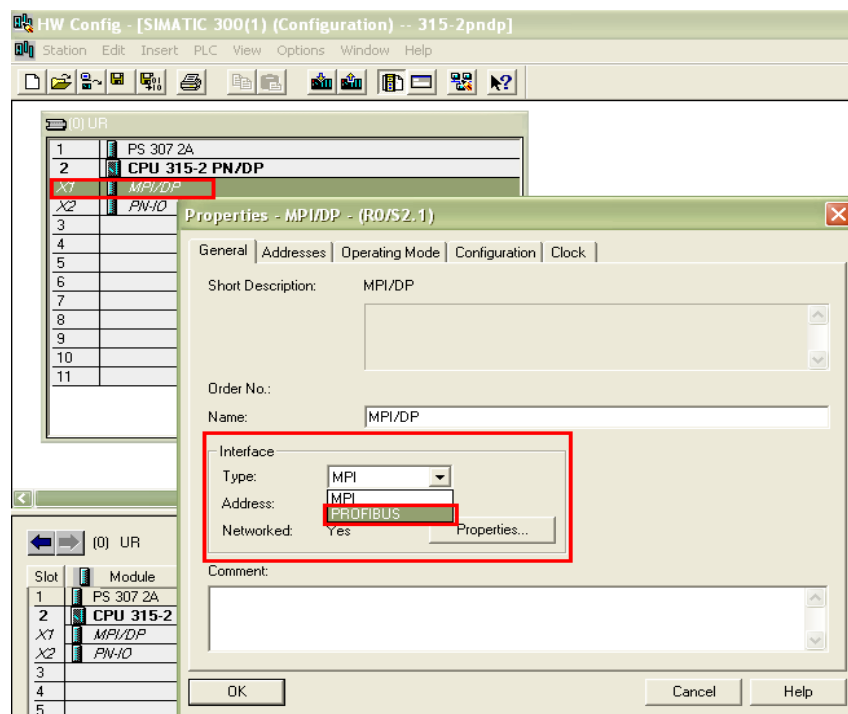 HW Config - [SIMATIC 300(1) (Configuration) -- 315-2pndp]
Station Edit Insert PLC View Options Window Help
(0) UR
1 PS 307 2A
2 CPU 315-2 PN/DP
X1 MPI/DP
X2 PN-IO
3
4
5
6
7
8
9
10
11
Properties - MPI/DP - (R0/S2.1)
General Addresses Operating Mode Configuration Clock
Short Description: MPI/DP
Order No.:
Name: MPI/DP
Interface
Type: MPI
MPI
Address:
PROFIBUS
Networked: Yes Properties...
Comment:
OK Cancel Help
(0) UR
Slot Module
1 PS 307 2A
2 CPU 315-2
X1 MPI/DP
X2 PN-IO
3
4
5